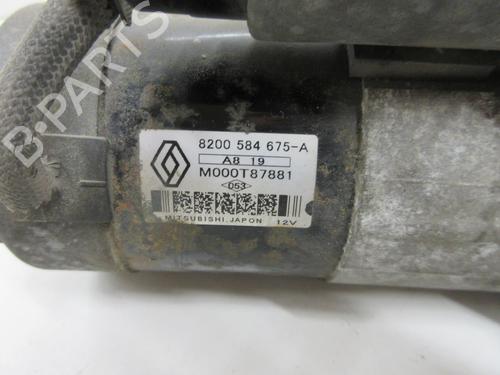 B-PARTS
8200 584 675-A
A8 19
M000T87881
053
MITSUBISHI, JAPON 12V